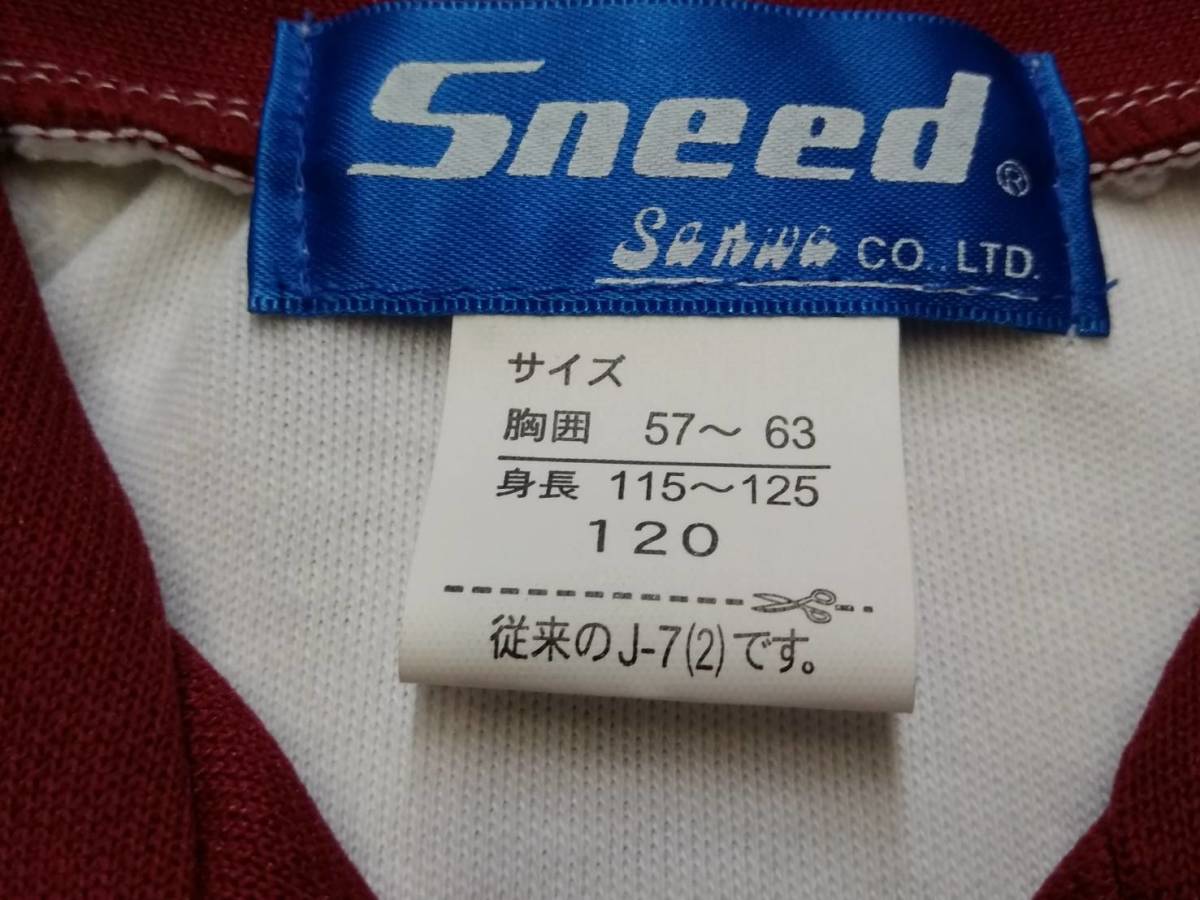 Sneed ®
Sanwa CO., LTD.
サイズ
胸囲 57～63
身長 115～125
120
従来のJ-7(2)です。